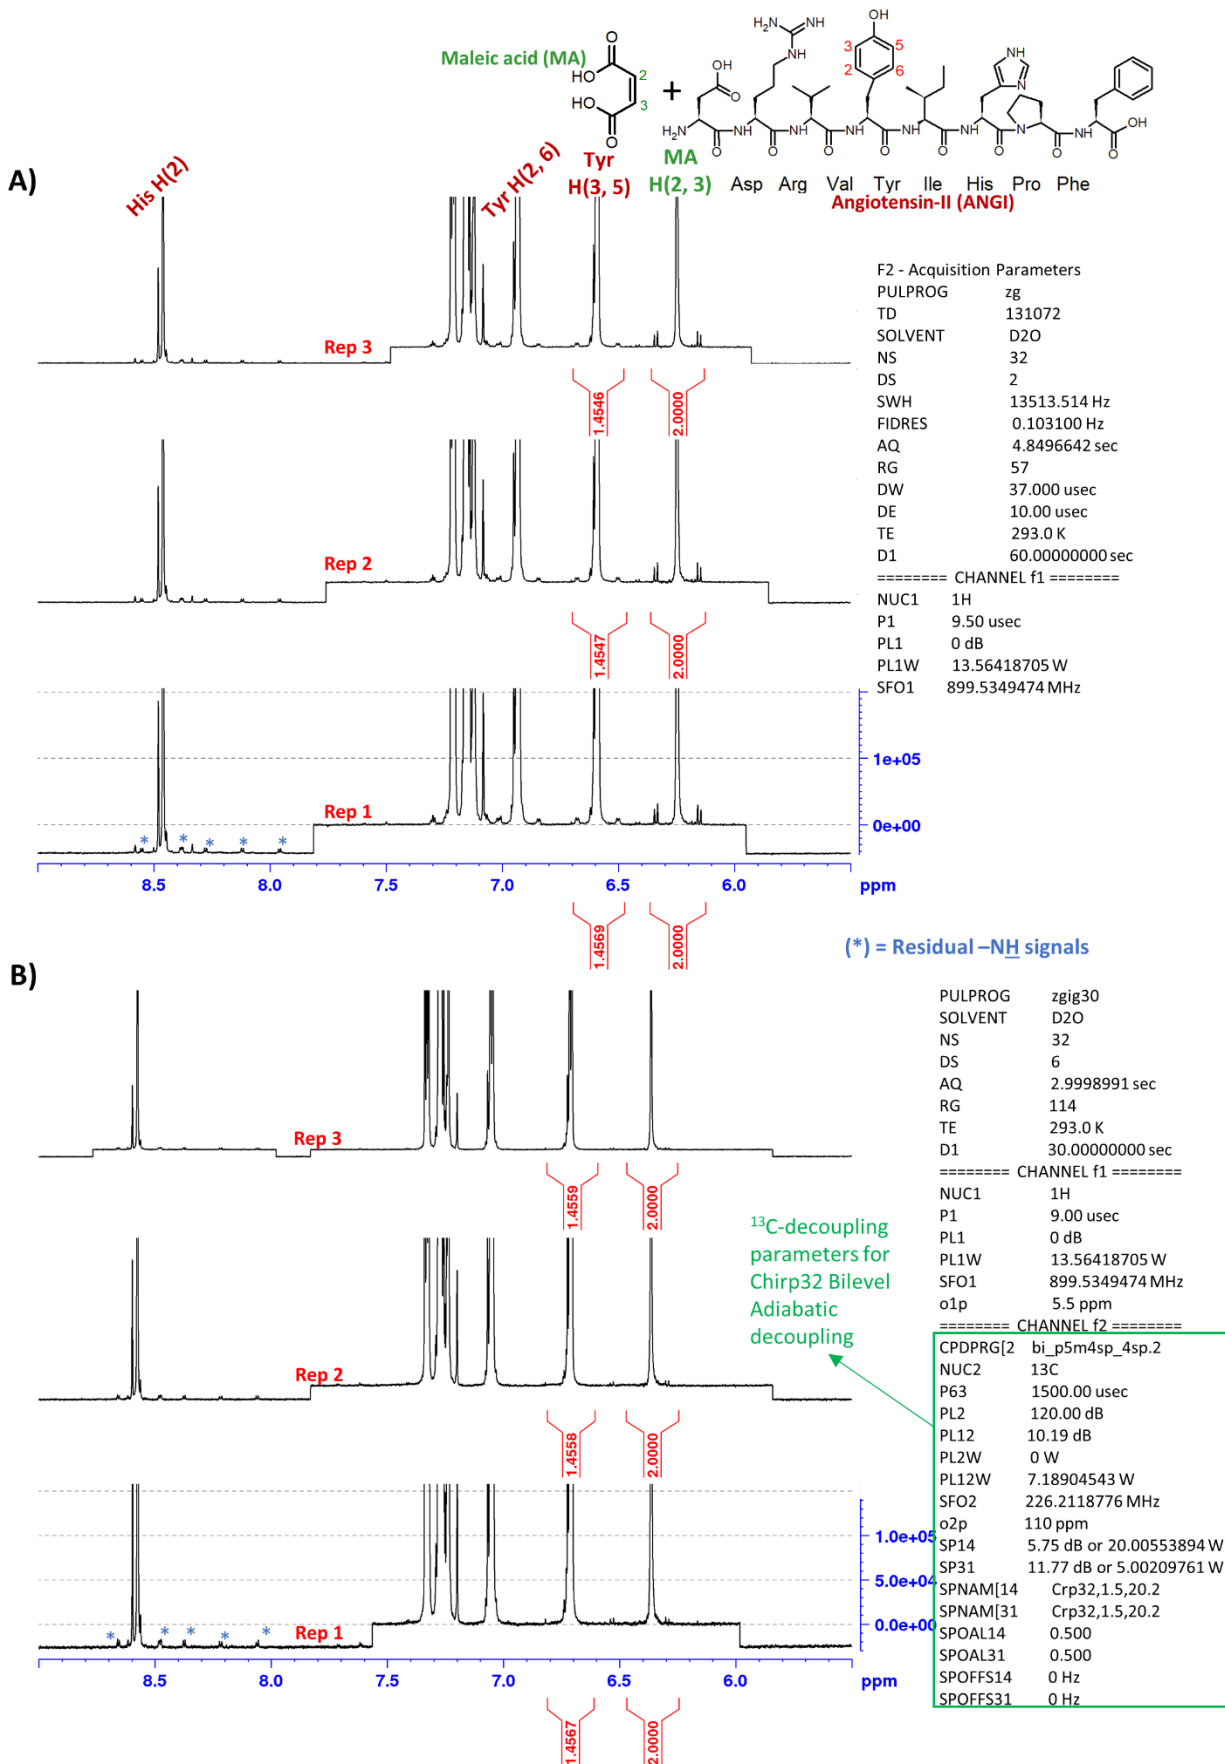 Maleic acid (MA)
O
HO
2
HO
3
O
+
H₂N
NH
NH
OH
3
5
2
6
OH
O
H₂N
O
NH
O
NH
O
NH
O
NH
O
NH
O
N
O
NH
O
OH
NH
N
Asp Arg Val Tyr Ile His Pro Phe
Angiotensin-II (ANGI)
A)
His H(2)
Tyr H(2, 6)
Tyr
H(3, 5)
MA
H(2, 3)
Rep 3
1.4546
2.0000
Rep 2
1.4547
2.0000
Rep 1
* * * * *
1e+05
0e+00
8.5 8.0 7.5 7.0 6.5 6.0 ppm
1.4569
2.0000
F2 - Acquisition Parameters
PULPROG zg
TD 131072
SOLVENT D2O
NS 32
DS 2
SWH 13513.514 Hz
FIDRES 0.103100 Hz
AQ 4.8496642 sec
RG 57
DW 37.000 usec
DE 10.00 usec
TE 293.0 K
D1 60.00000000 sec
======== CHANNEL f1 ========
NUC1 1H
P1 9.50 usec
PL1 0 dB
PL1W 13.56418705 W
SFO1 899.5349474 MHz
(*) = Residual –NH signals
B)
Rep 3
1.4559
2.0000
Rep 2
1.4558
2.0000
Rep 1
* * * * *
1.0e+05
5.0e+04
0.0e+00
8.5 8.0 7.5 7.0 6.5 6.0 ppm
1.4567
2.0000
¹³C-decoupling
parameters for
Chirp32 Bilevel
Adiabatic
decoupling
PULPROG zgig30
SOLVENT D2O
NS 32
DS 6
AQ 2.9998991 sec
RG 114
TE 293.0 K
D1 30.00000000 sec
======== CHANNEL f1 ========
NUC1 1H
P1 9.00 usec
PL1 0 dB
PL1W 13.56418705 W
SFO1 899.5349474 MHz
o1p 5.5 ppm
======== CHANNEL f2 ========
CPDPRG[2 bi_p5m4sp_4sp.2
NUC2 13C
P63 1500.00 usec
PL2 120.00 dB
PL12 10.19 dB
PL2W 0 W
PL12W 7.18904543 W
SFO2 226.2118776 MHz
o2p 110 ppm
SP14 5.75 dB or 20.00553894 W
SP31 11.77 dB or 5.00209761 W
SPNAM[14 Crp32,1.5,20.2
SPNAM[31 Crp32,1.5,20.2
SPOAL14 0.500
SPOAL31 0.500
SPOFFS14 0 Hz
SPOFFS31 0 Hz